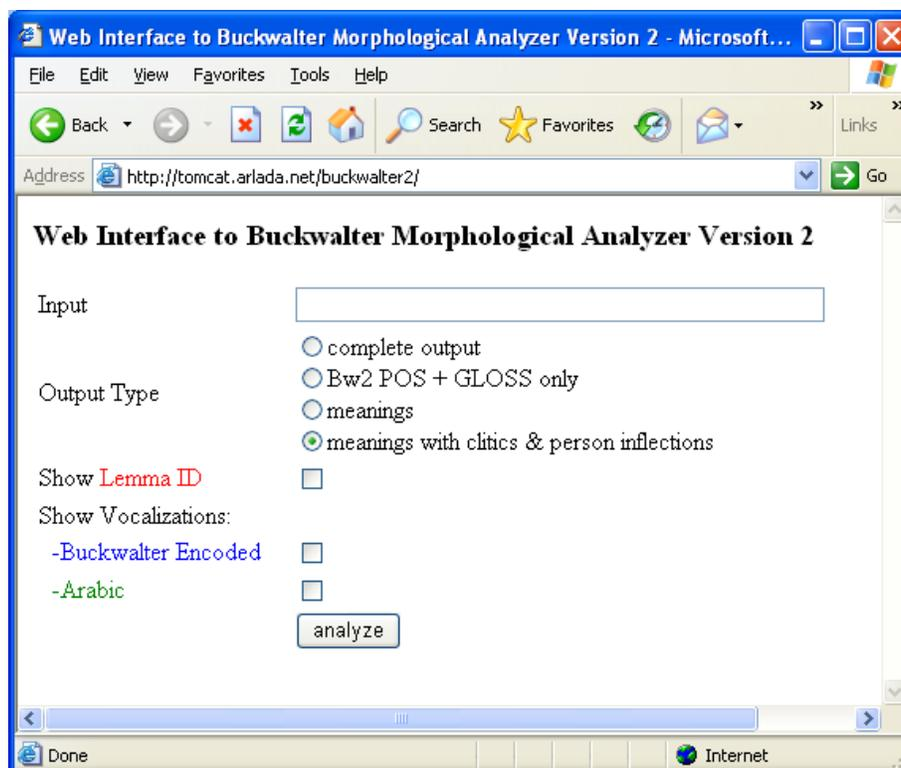 Web Interface to Buckwalter Morphological Analyzer Version 2 - Microsoft...
File Edit View Favorites Tools Help
Back Search Favorites Links
Address http://tomcat.arlada.net/buckwalter2/ Go
Web Interface to Buckwalter Morphological Analyzer Version 2
Input
Output Type
complete output
Bw2 POS + GLOSS only
meanings
meanings with clitics & person inflections
Show Lemma ID
Show Vocalizations:
-Buckwalter Encoded
-Arabic
analyze
Done Internet